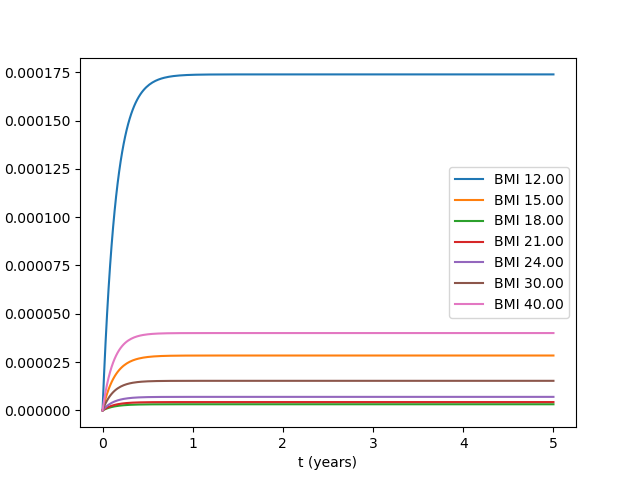 0.000175
0.000150
0.000125
0.000100
0.000075
0.000050
0.000025
0.000000
BMI 12.00
BMI 15.00
BMI 18.00
BMI 21.00
BMI 24.00
BMI 30.00
BMI 40.00
0 1 2 3 4 5
t (years)